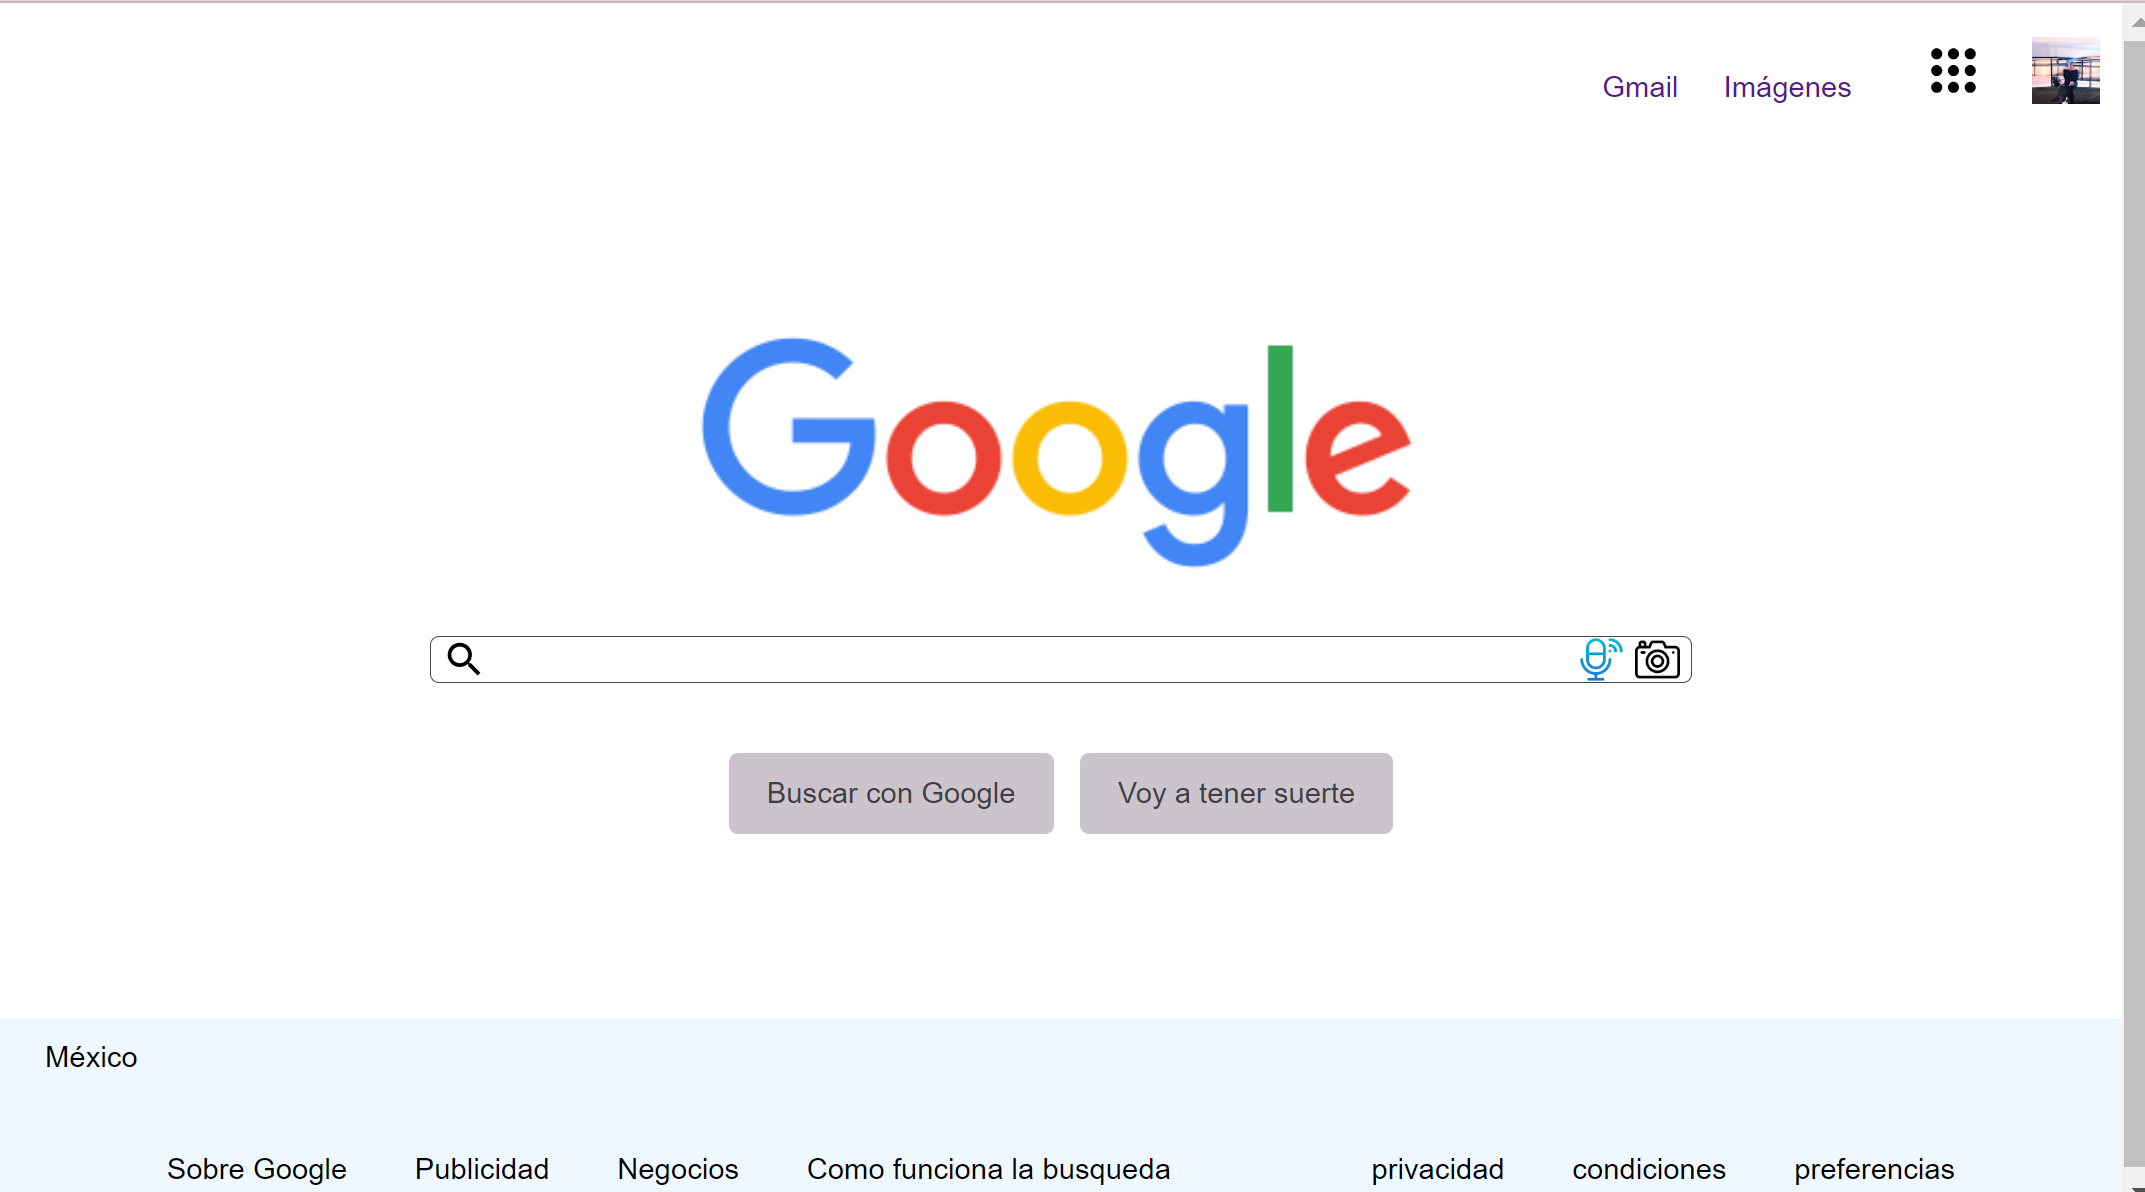 Gmail Imágenes
Google
Buscar con Google Voy a tener suerte
México
Sobre Google Publicidad Negocios Como funciona la busqueda privacidad condiciones preferencias